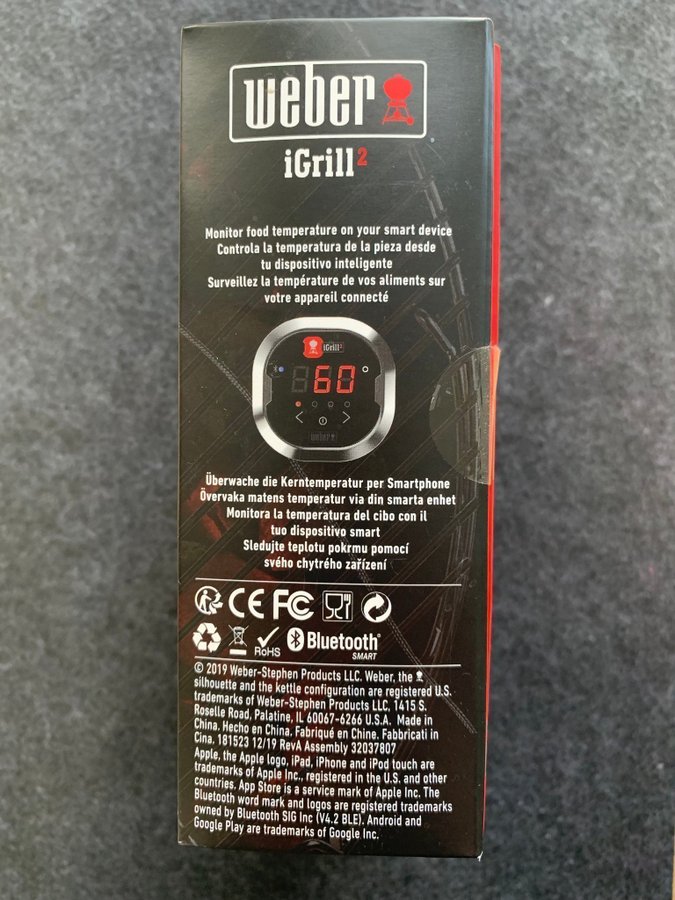 weber
iGrill²
Monitor food temperature on your smart device
Controla la temperatura de la pieza desde
tu dispositivo inteligente
Surveillez la température de vos aliments sur
votre appareil connecté
iGrill²
60
weber
Überwache die Kerntemperatur per Smartphone
Övervaka matens temperatur via din smarta enhet
Monitora la temperatura del cibo con il
tuo dispositivo smart
Sledujte teplotu pokrmu pomocí
svého chytrého zařízení
CE FC
RoHS Bluetooth®
SMART
© 2019 Weber-Stephen Products LLC. Weber, the
silhouette and the kettle configuration are registered U.S.
trademarks of Weber-Stephen Products LLC, 1415 S.
Roselle Road, Palatine, IL 60067-6266 U.S.A. Made in
China, Hecho en China, Fabriqué en Chine. Fabbricati in
Cina. 181523 12/19 RevA Assembly 32037807
Apple, the Apple logo, iPad, iPhone and iPod touch are
trademarks of Apple Inc., registered in the U.S. and other
countries. App Store is a service mark of Apple Inc. The
Bluetooth word mark and logos are registered trademarks
owned by Bluetooth SIG Inc (V4.2 BLE). Android and
Google Play are trademarks of Google Inc.